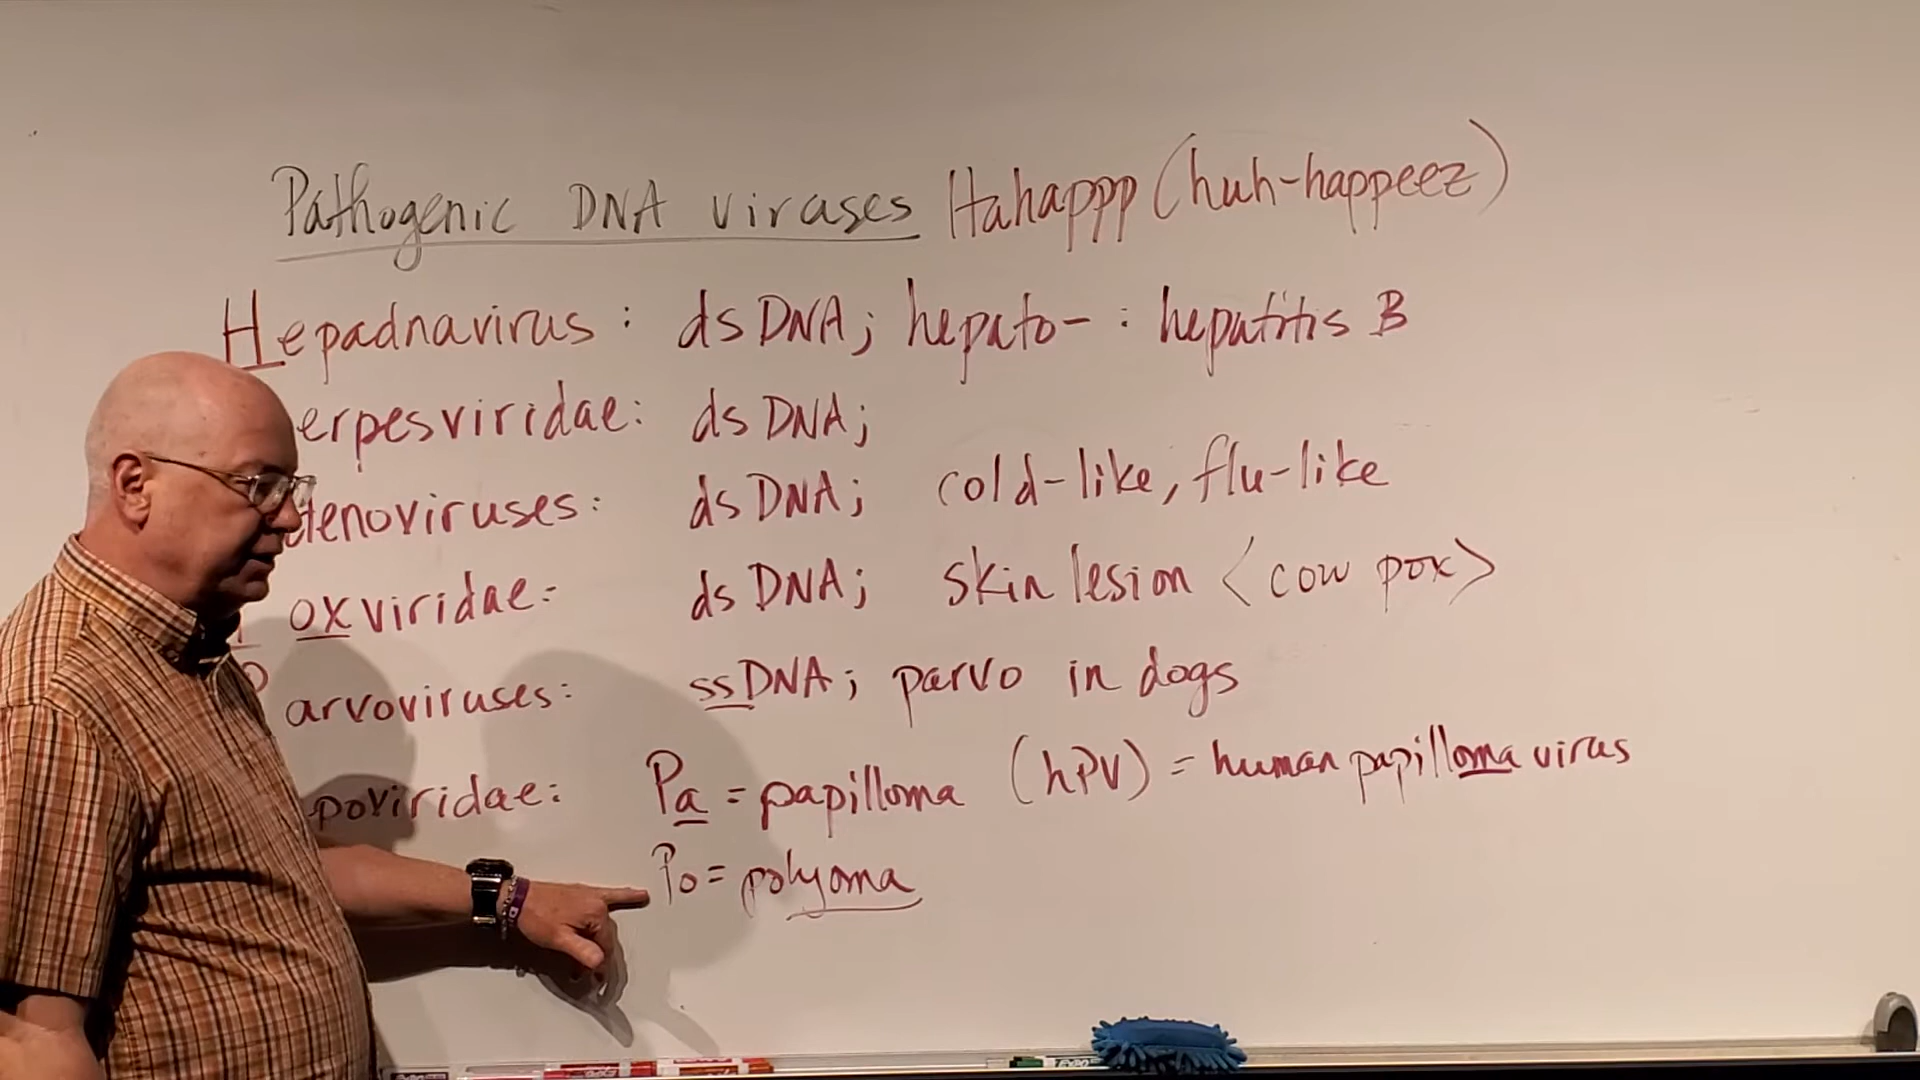 Pathogenic DNA viruses Hahappp (huh-happeez)
Hepadnavirus: dsDNA; hepato-: hepatitis B
erpesviridae: dsDNA;
denoviruses: dsDNA; cold-like, flu-like
P oxviridae: dsDNA; skin lesion <cow pox>
P arvoviruses: ssDNA; parvo in dogs
poviridae: Pa = papilloma (hPV) = human papilloma virus
Po = polyoma
EXPO